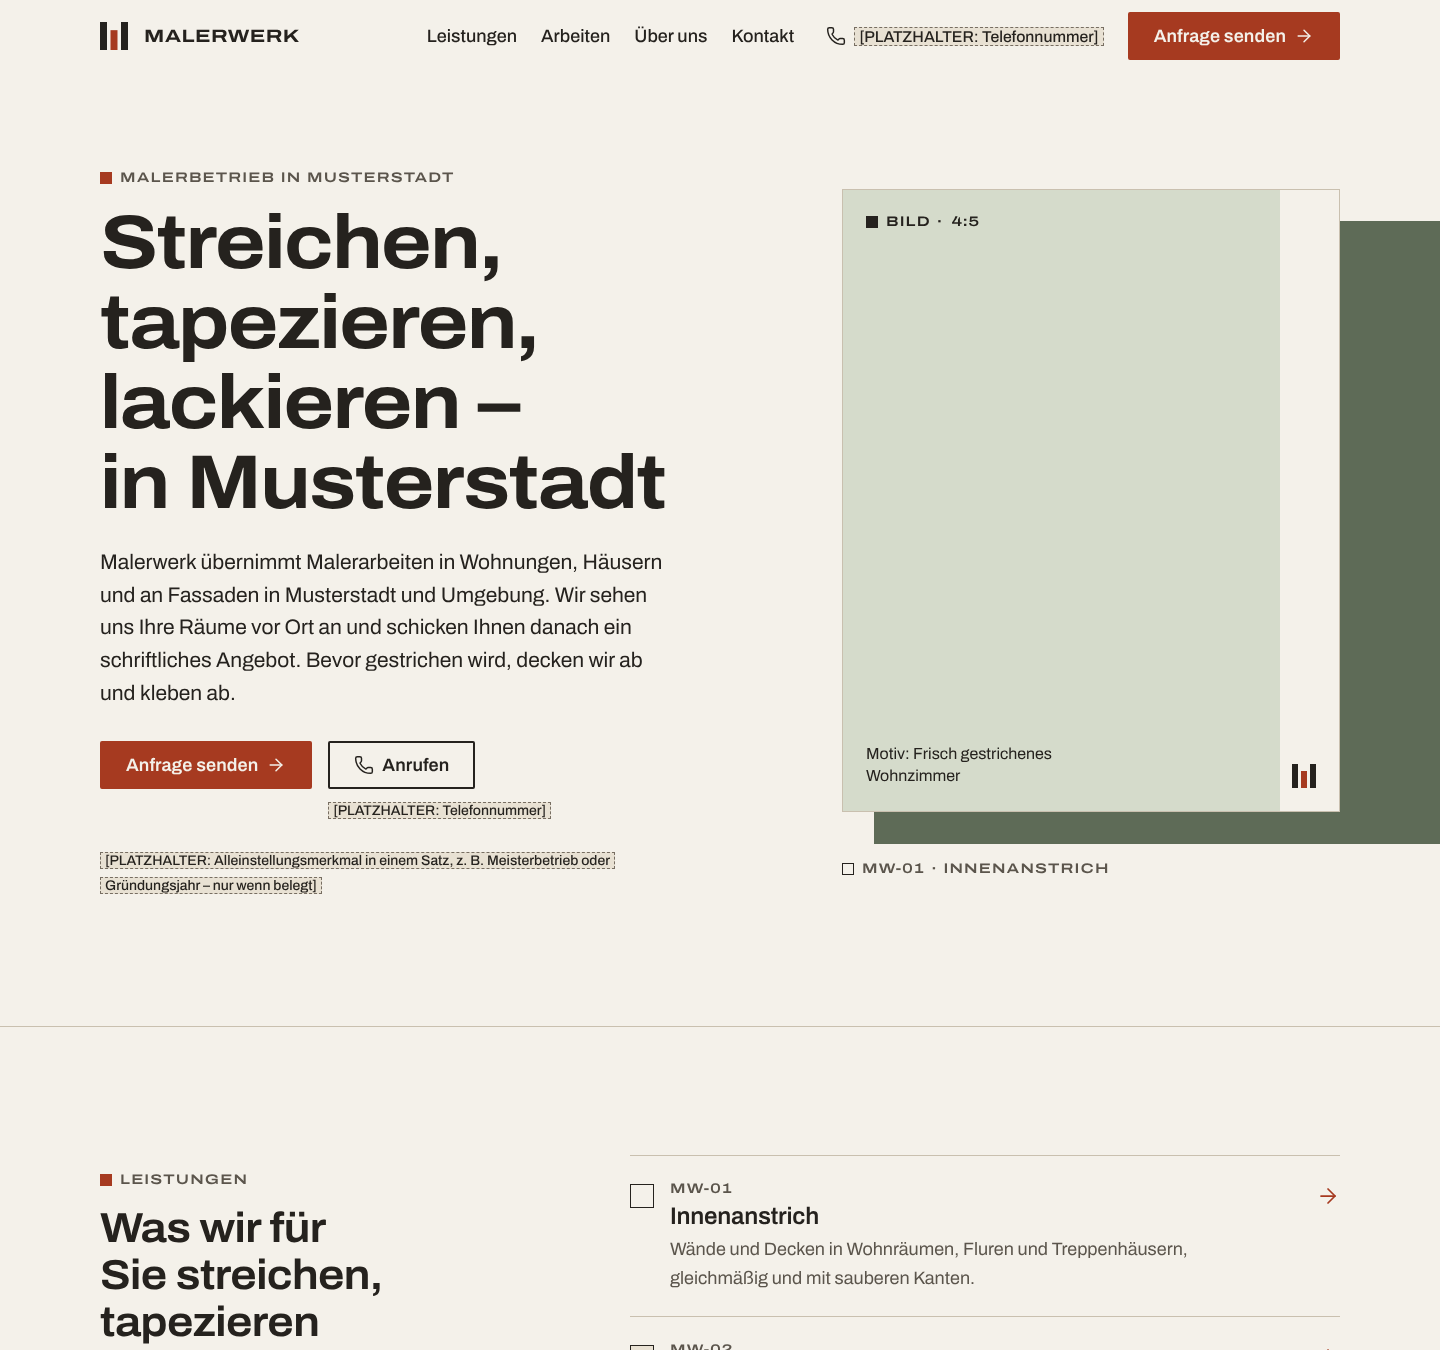 MALERWERK
Leistungen Arbeiten Über uns Kontakt [PLATZHALTER: Telefonnummer] Anfrage senden →
MALERBETRIEB IN MUSTERSTADT
Streichen,
tapezieren,
lackieren –
in Musterstadt
Malerwerk übernimmt Malerarbeiten in Wohnungen, Häusern
und an Fassaden in Musterstadt und Umgebung. Wir sehen
uns Ihre Räume vor Ort an und schicken Ihnen danach ein
schriftliches Angebot. Bevor gestrichen wird, decken wir ab
und kleben ab.
Anfrage senden →
Anrufen
[PLATZHALTER: Telefonnummer]
[PLATZHALTER: Alleinstellungsmerkmal in einem Satz, z. B. Meisterbetrieb oder
Gründungsjahr – nur wenn belegt]
BILD · 4:5
Motiv: Frisch gestrichenes
Wohnzimmer
MW-01 · INNENANSTRICH
LEISTUNGEN
Was wir für
Sie streichen,
tapezieren
MW-01
Innenanstrich
Wände und Decken in Wohnräumen, Fluren und Treppenhäusern,
gleichmäßig und mit sauberen Kanten.
MW-02